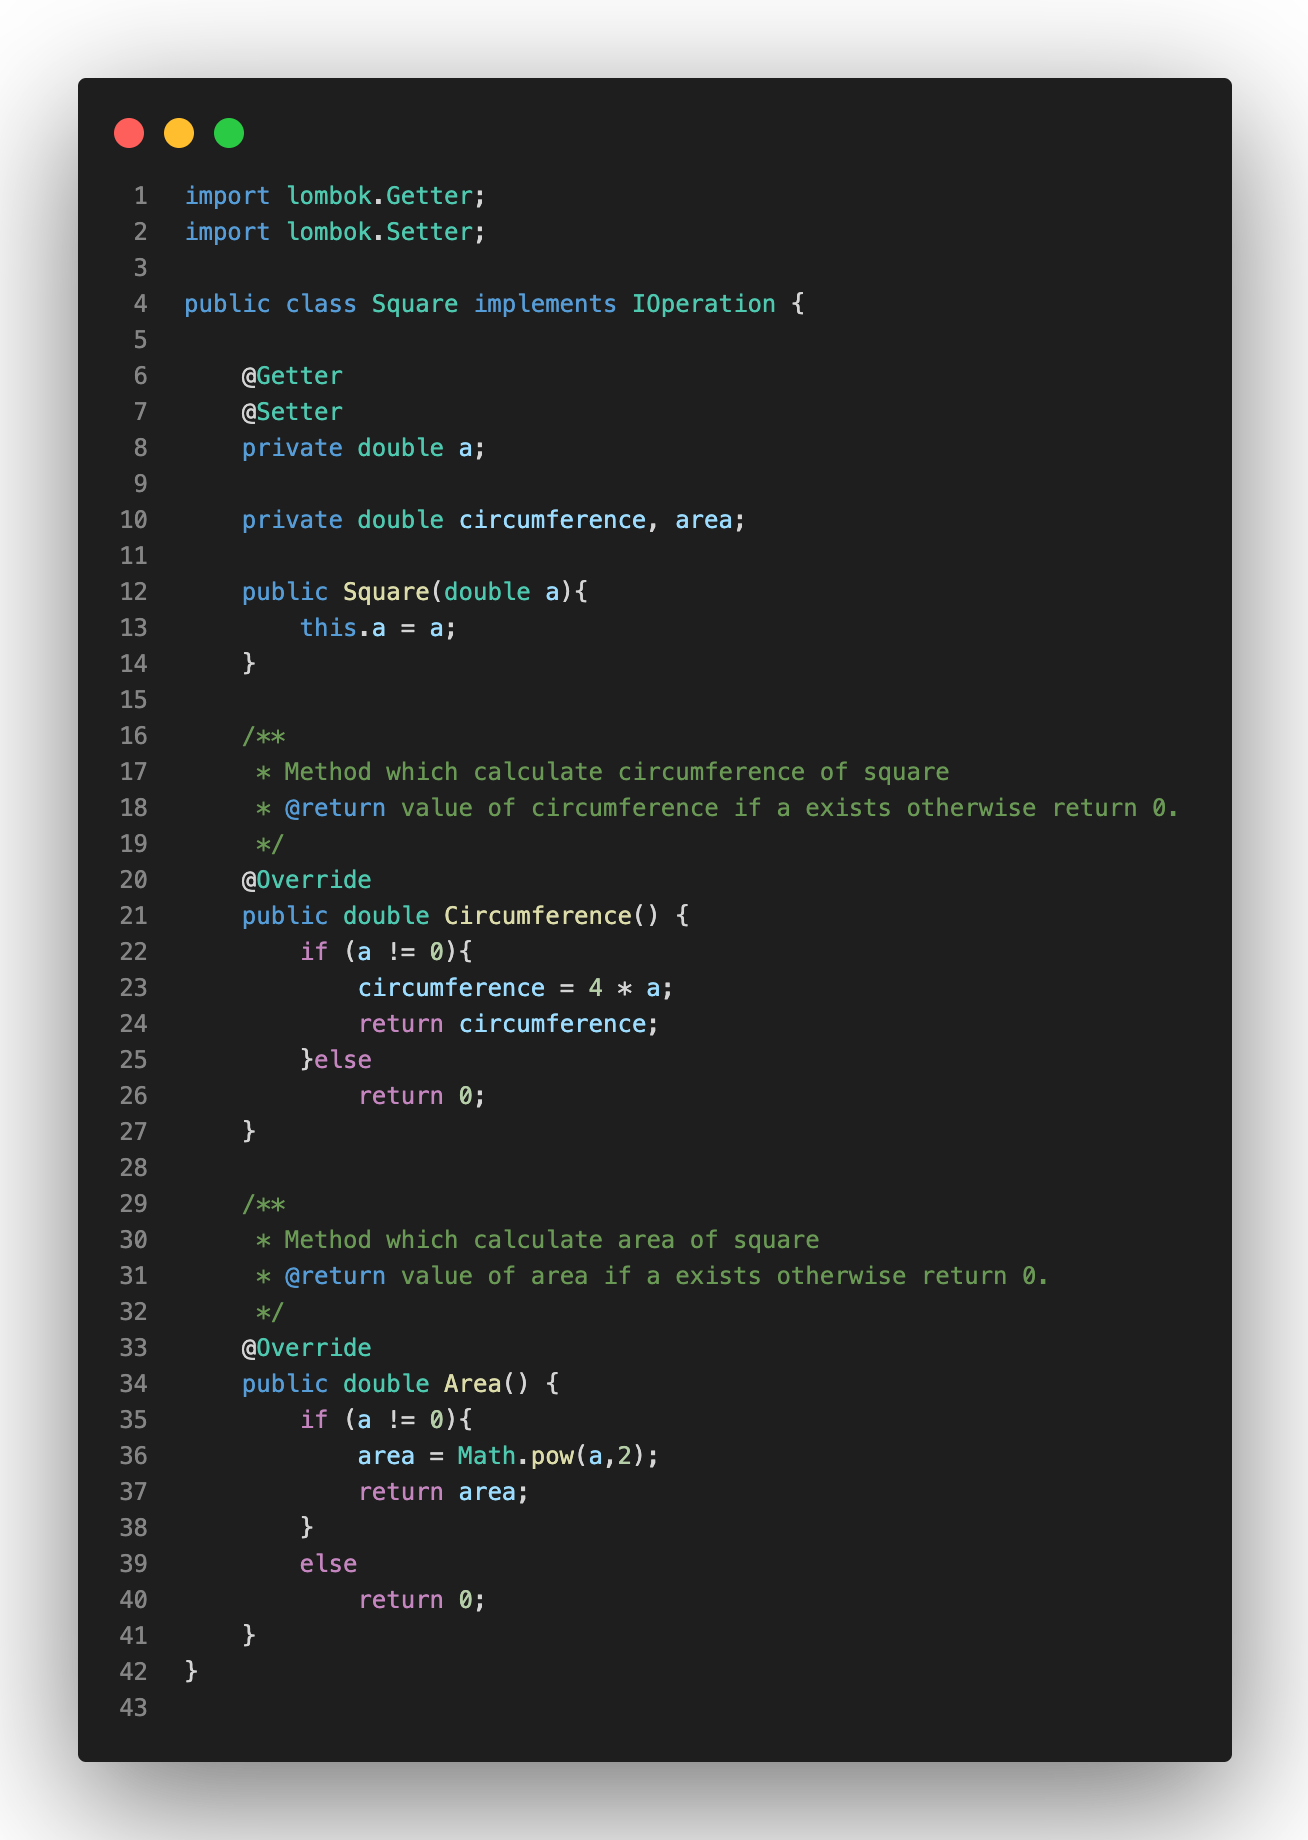 1 import lombok.Getter;
2 import lombok.Setter;
3
4 public class Square implements IOperation {
5
6     @Getter
7     @Setter
8     private double a;
9
10     private double circumference, area;
11
12     public Square(double a){
13         this.a = a;
14     }
15
16     /**
17      * Method which calculate circumference of square
18      * @return value of circumference if a exists otherwise return 0.
19      */
20     @Override
21     public double Circumference() {
22         if (a != 0){
23             circumference = 4 * a;
24             return circumference;
25         }else
26             return 0;
27     }
28
29     /**
30      * Method which calculate area of square
31      * @return value of area if a exists otherwise return 0.
32      */
33     @Override
34     public double Area() {
35         if (a != 0){
36             area = Math.pow(a,2);
37             return area;
38         }
39         else
40             return 0;
41     }
42 }
43